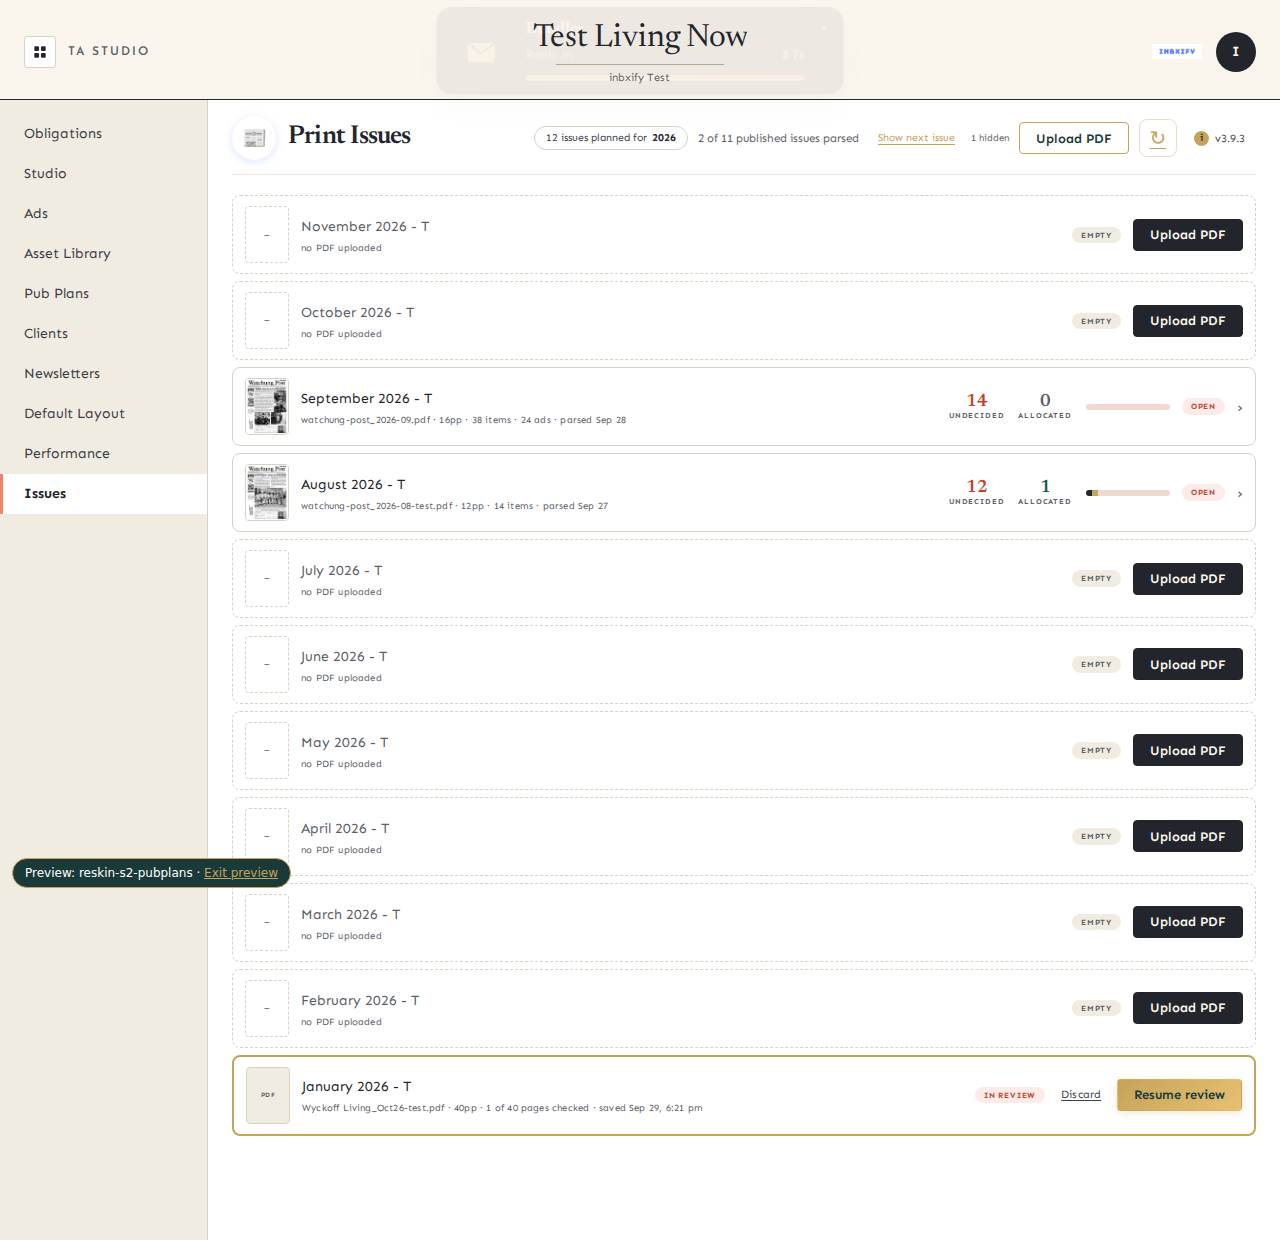 TA STUDIO
Test Living Now
inbxify Test
INBXIFY
I
Obligations
Studio
Ads
Asset Library
Pub Plans
Clients
Newsletters
Default Layout
Performance
Issues
Print Issues
12 issues planned for 2026
2 of 11 published issues parsed
Show next issue
1 hidden
Upload PDF
↻
i v3.9.3
–
November 2026 - T
no PDF uploaded
EMPTY
Upload PDF
–
October 2026 - T
no PDF uploaded
EMPTY
Upload PDF
Watchung Post
September 2026 - T
watchung-post_2026-09.pdf · 16pp · 38 items · 24 ads · parsed Sep 28
14
UNDECIDED
0
ALLOCATED
OPEN
›
Watchung Post
August 2026 - T
watchung-post_2026-08-test.pdf · 12pp · 14 items · parsed Sep 27
12
UNDECIDED
1
ALLOCATED
OPEN
›
–
July 2026 - T
no PDF uploaded
EMPTY
Upload PDF
–
June 2026 - T
no PDF uploaded
EMPTY
Upload PDF
–
May 2026 - T
no PDF uploaded
EMPTY
Upload PDF
–
April 2026 - T
no PDF uploaded
EMPTY
Upload PDF
Preview: reskin-s2-pubplans · Exit preview
–
March 2026 - T
no PDF uploaded
EMPTY
Upload PDF
–
February 2026 - T
no PDF uploaded
EMPTY
Upload PDF
PDF
January 2026 - T
Wyckoff Living_Oct26-test.pdf · 40pp · 1 of 40 pages checked · saved Sep 29, 6:21 pm
IN REVIEW
Discard
Resume review